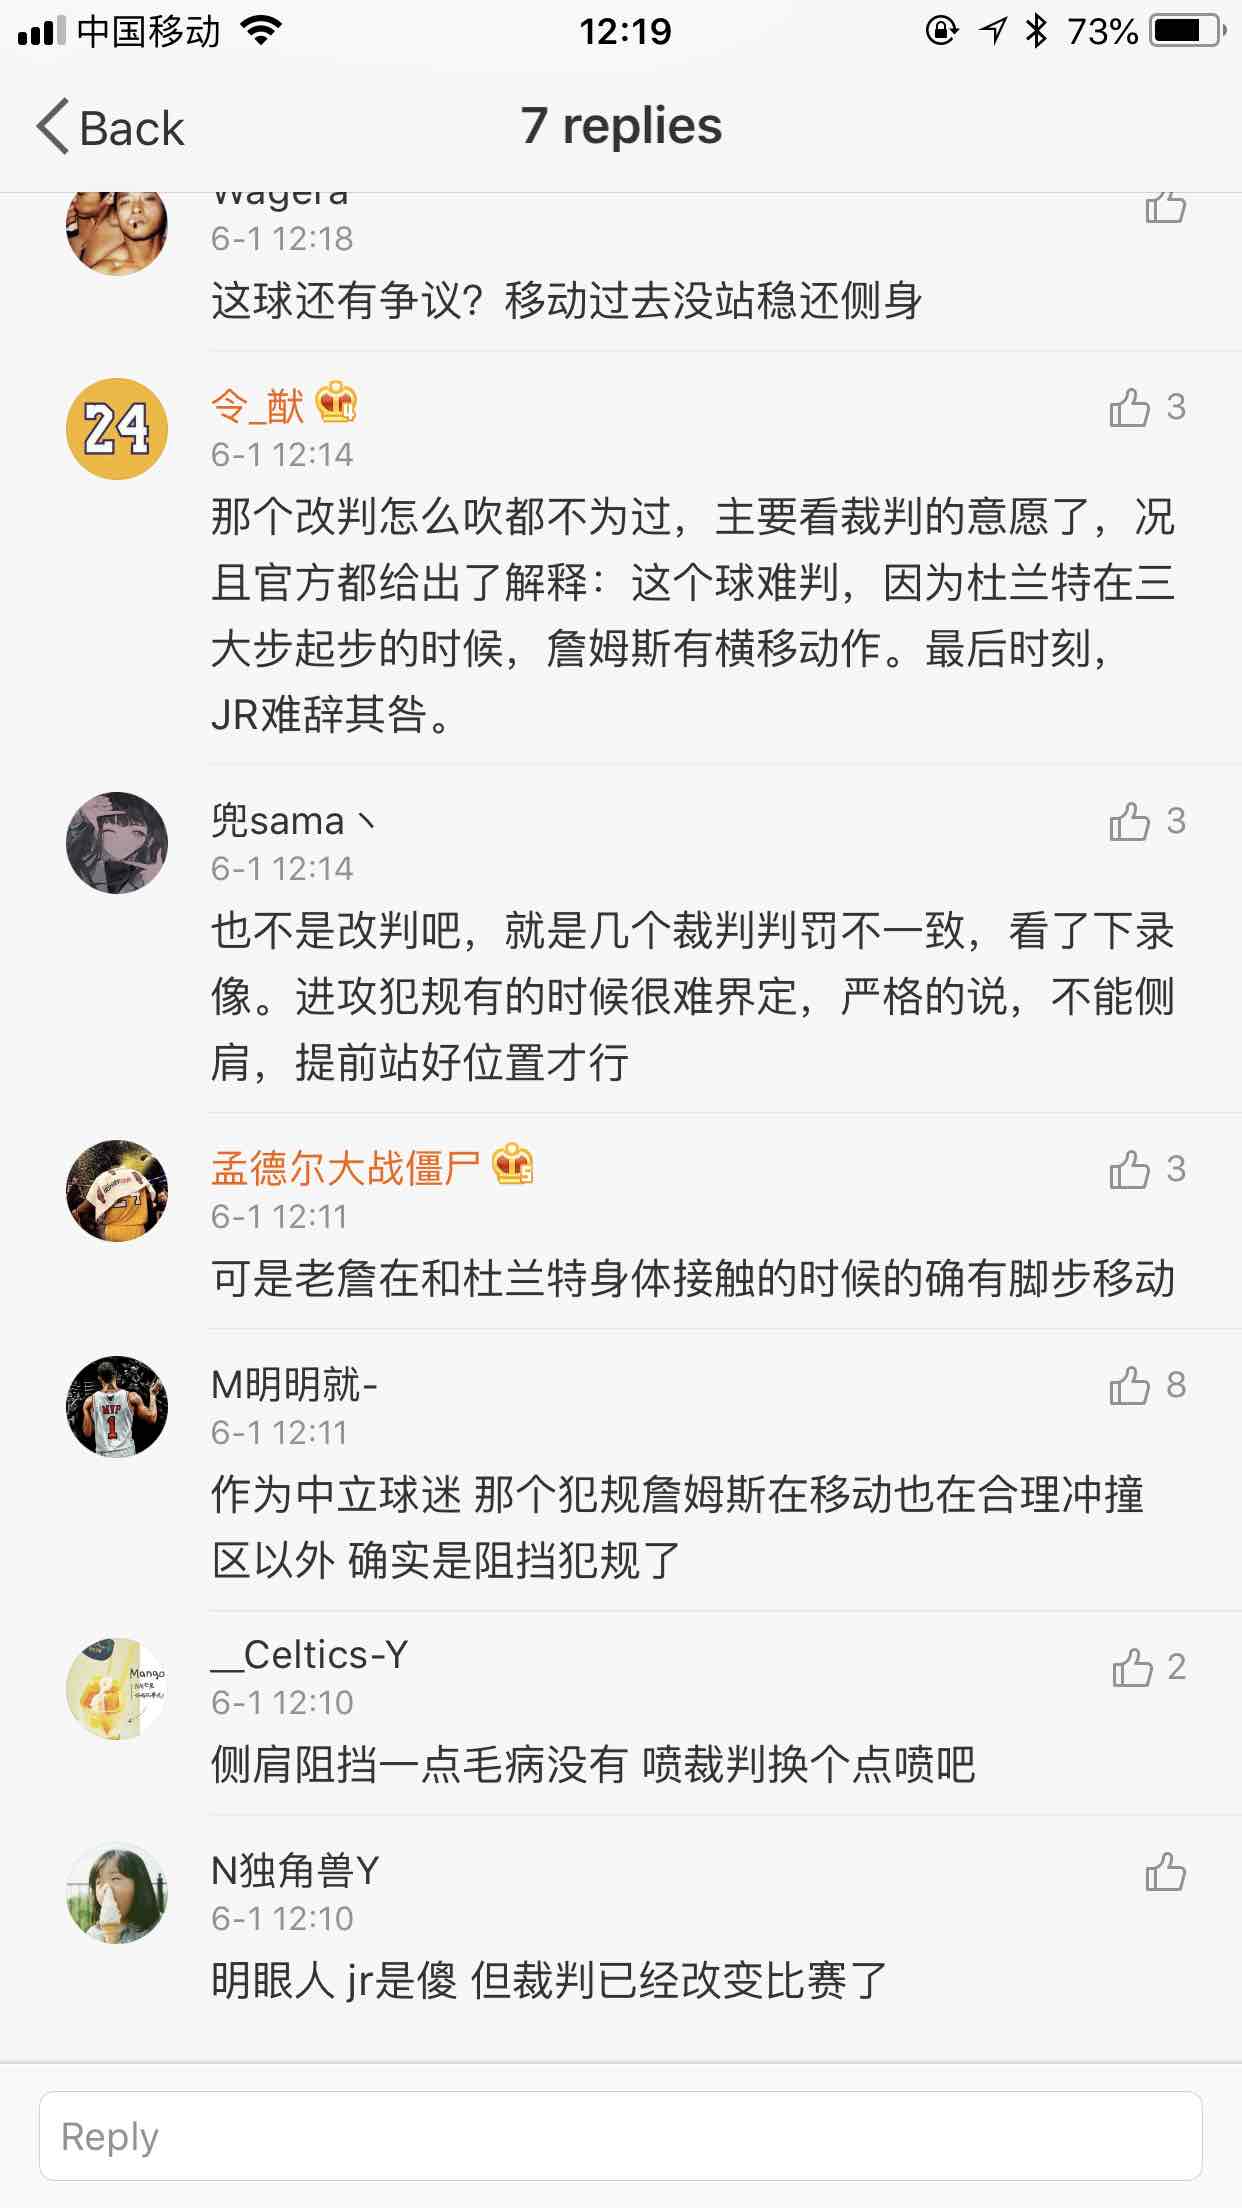 中国移动
12:19
73%
Back
7 replies
Wagera
6-1 12:18
这球还有争议？移动过去没站稳还侧身
24
令_猷
3
6-1 12:14
那个改判怎么吹都不为过，主要看裁判的意愿了，况
且官方都给出了解释：这个球难判，因为杜兰特在三
大步起步的时候，詹姆斯有横移动作。最后时刻，
JR难辞其咎。
兜sama丶
3
6-1 12:14
也不是改判吧，就是几个裁判判罚不一致，看了下录
像。进攻犯规有的时候很难界定，严格的说，不能侧
肩，提前站好位置才行
孟德尔大战僵尸
3
6-1 12:11
可是老詹在和杜兰特身体接触的时候的确有脚步移动
MVP
1
M明明就-
8
6-1 12:11
作为中立球迷 那个犯规詹姆斯在移动也在合理冲撞
区以外 确实是阻挡犯规了
Mango
__Celtics-Y
2
6-1 12:10
侧肩阻挡一点毛病没有 喷裁判换个点喷吧
N独角兽Y
6-1 12:10
明眼人 jr是傻 但裁判已经改变比赛了
Reply